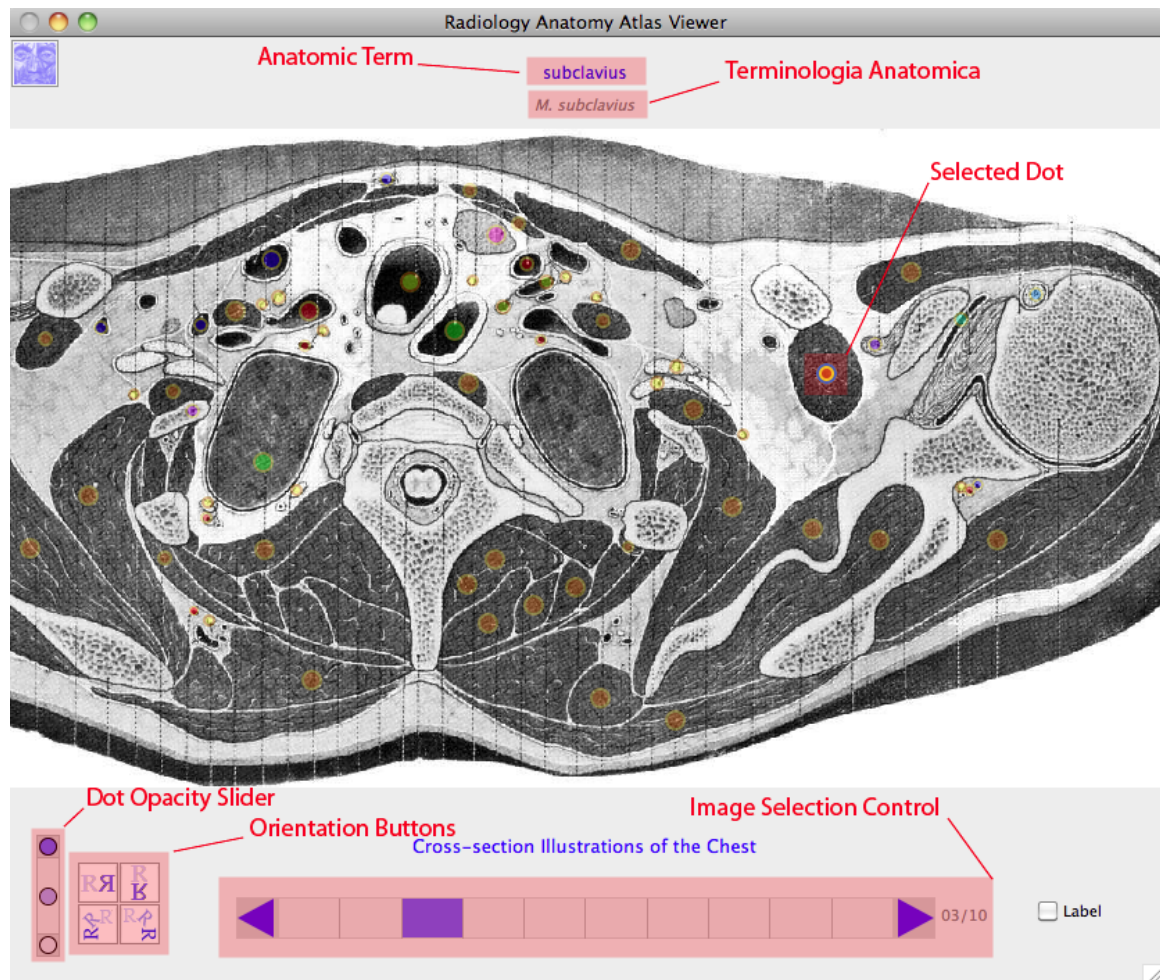 Radiology Anatomy Atlas Viewer
Anatomic Term
subclavius
Terminologia Anatomica
M. subclavius
Selected Dot
Dot Opacity Slider
Orientation Buttons
Image Selection Control
Cross-section Illustrations of the Chest
03/10
Label